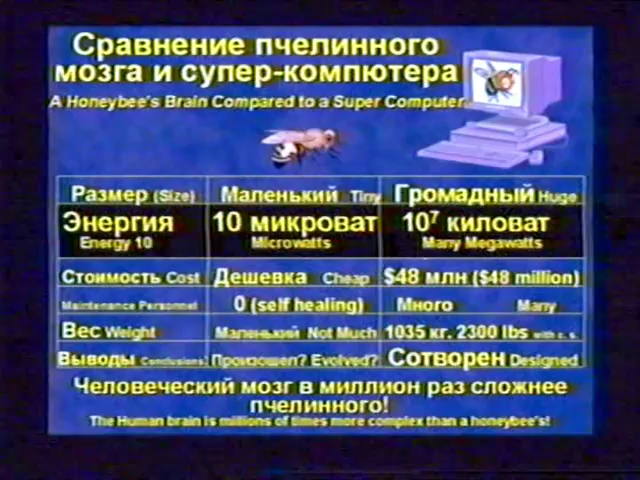 Сравнение пчелинного
мозга и супер-компютера
A Honeybee's Brain Compared to a Super Computer
Размер (Size) Маленький Tiny Громадный Huge
Энергия 10 микроват 10⁷ киловат
Energy 10 Microwatts Many Megawatts
Стоимость Cost Дешевка Cheap $48 млн ($48 million)
Maintenance Personnel 0 (self healing) Много Many
Вес Weight Маленький Not Much 1035 кг. 2300 lbs
Выводы Conclusions: Произошел? Evolved? Сотворен Designed
Человеческий мозг в миллион раз сложнее
пчелинного!
The Human brain is millions of times more complex than a honeybee's!